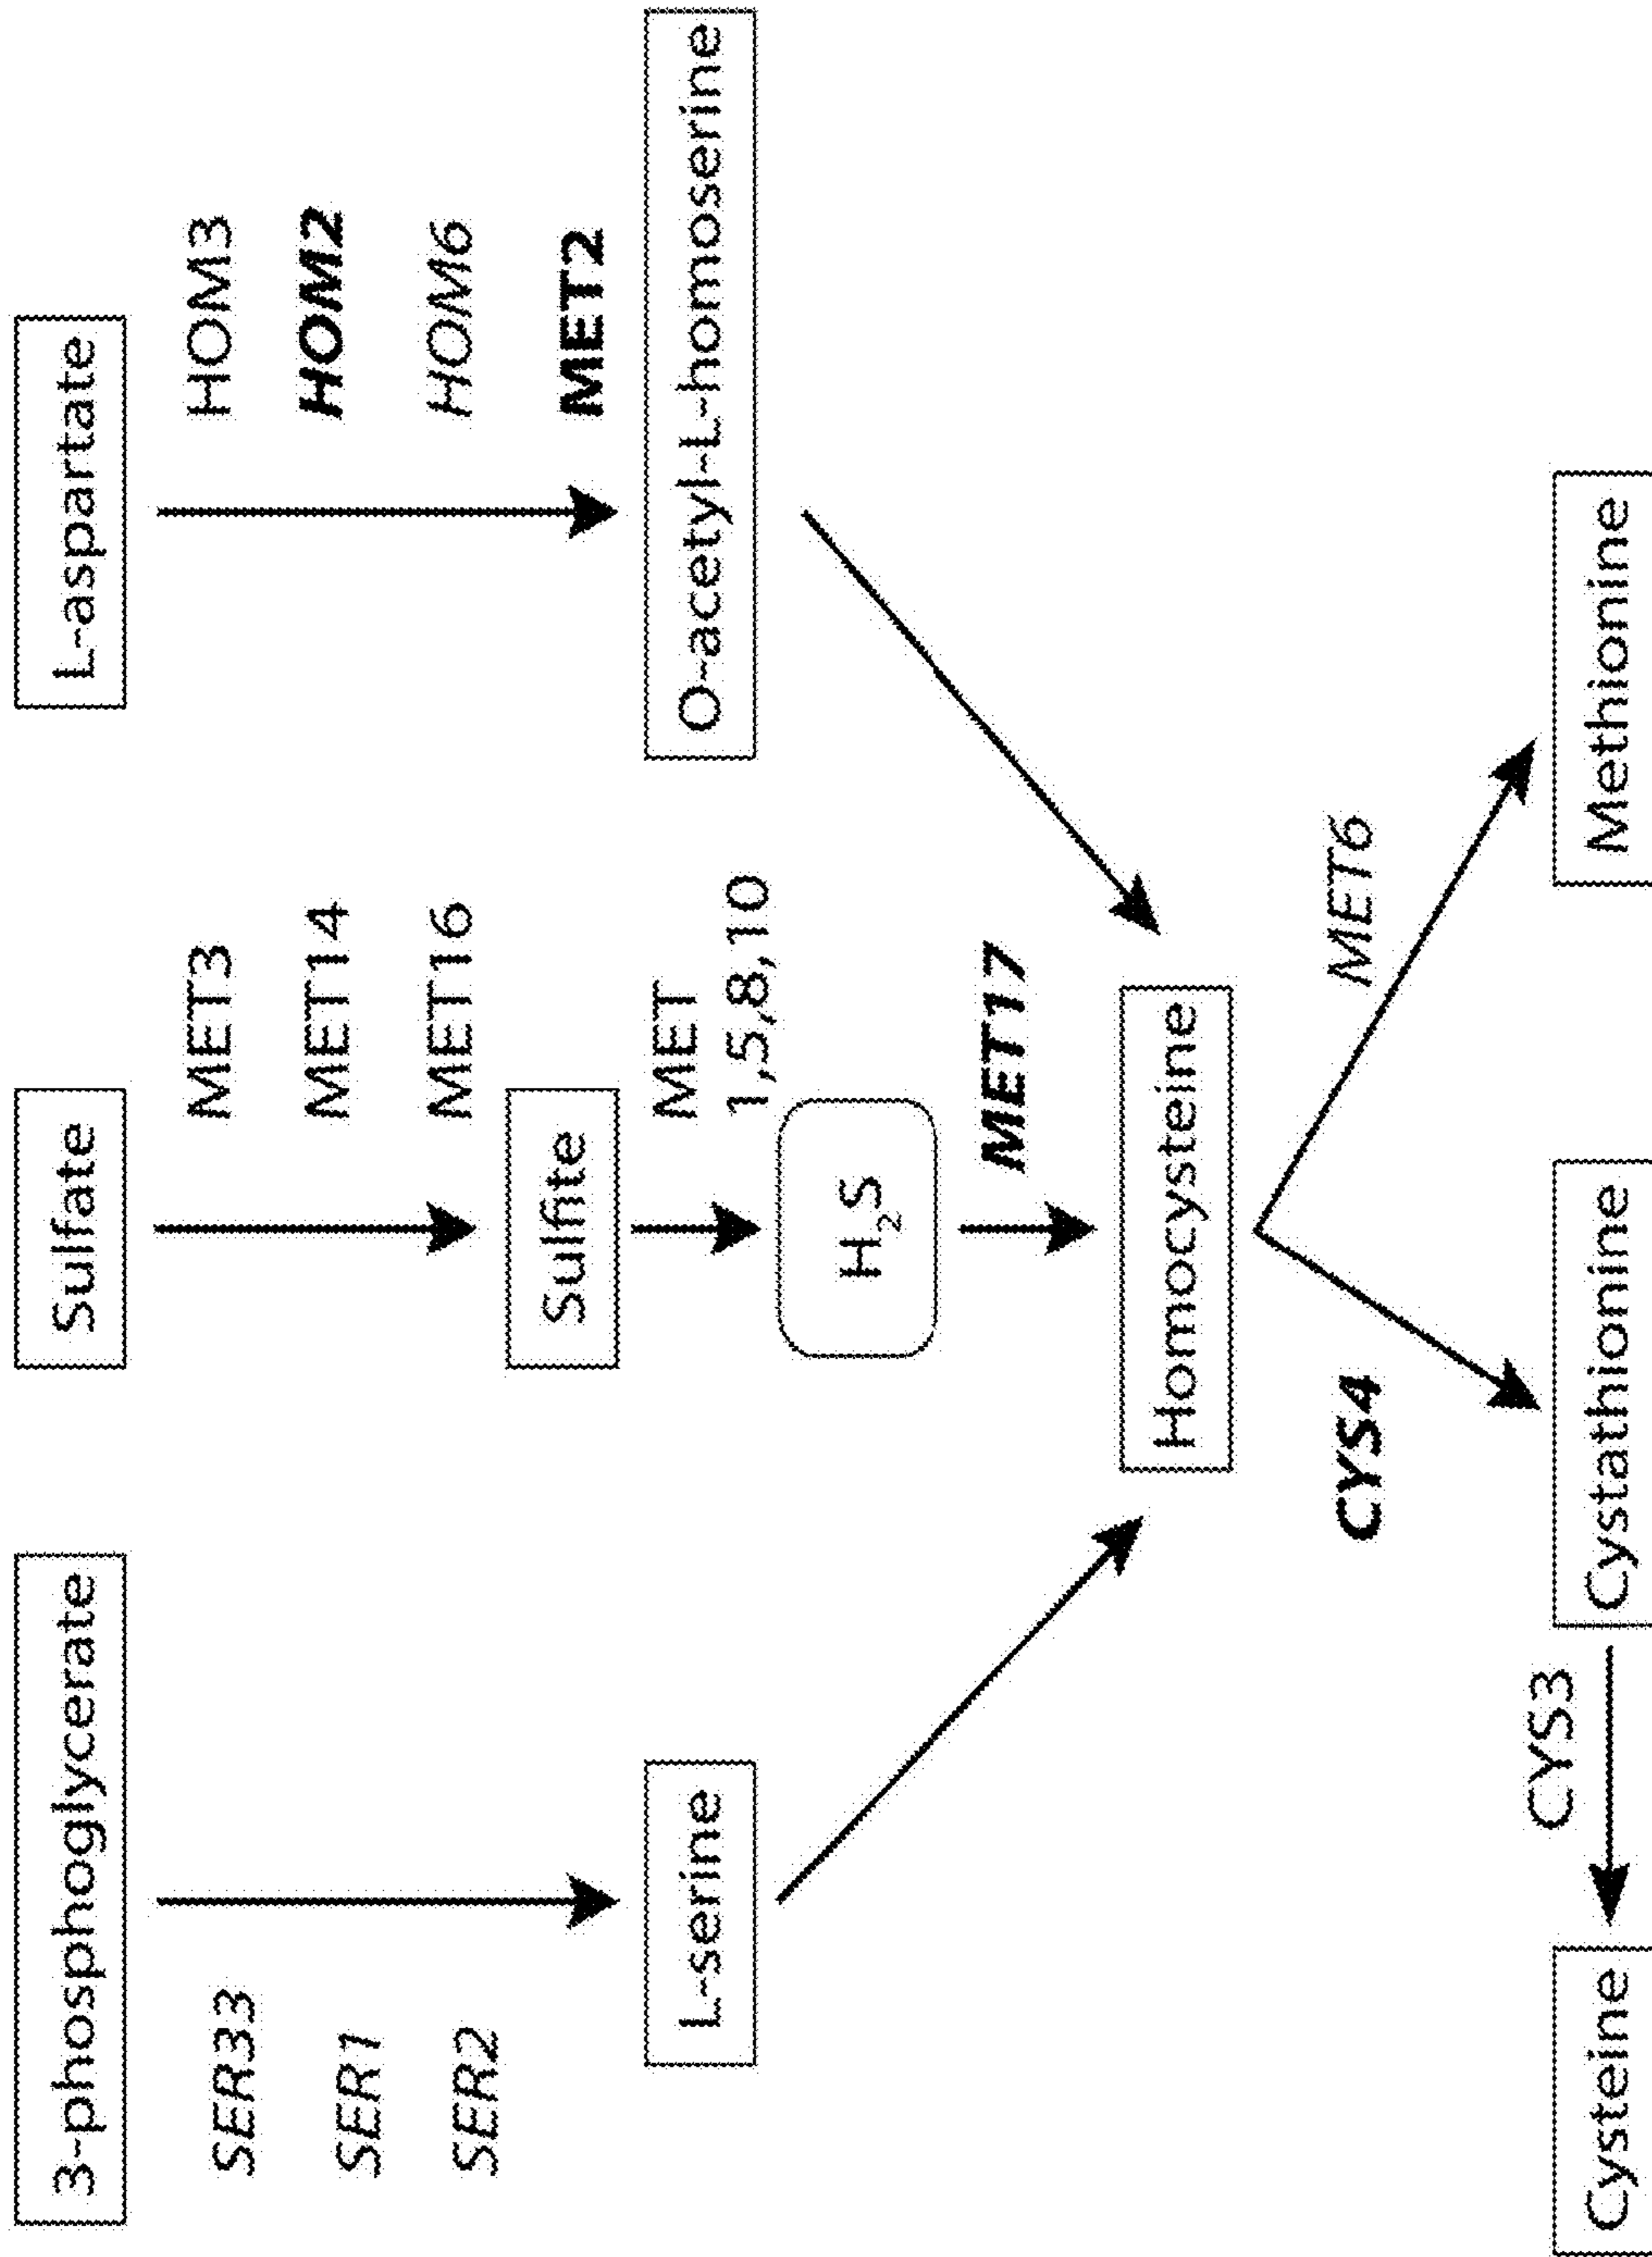 3-phosphoglycerate
Sulfate
L-aspartate
SER33
SER1
SER2
MET3
MET14
MET16
HOM3
HOM2
HOM6
MET2
Sulfite
L-serine
MET
1,5,8,10
O-acetyl-L-homoserine
H₂S
MET17
Homocysteine
CYS4
MET6
CYS3
Cysteine
Cystathionine
Methionine